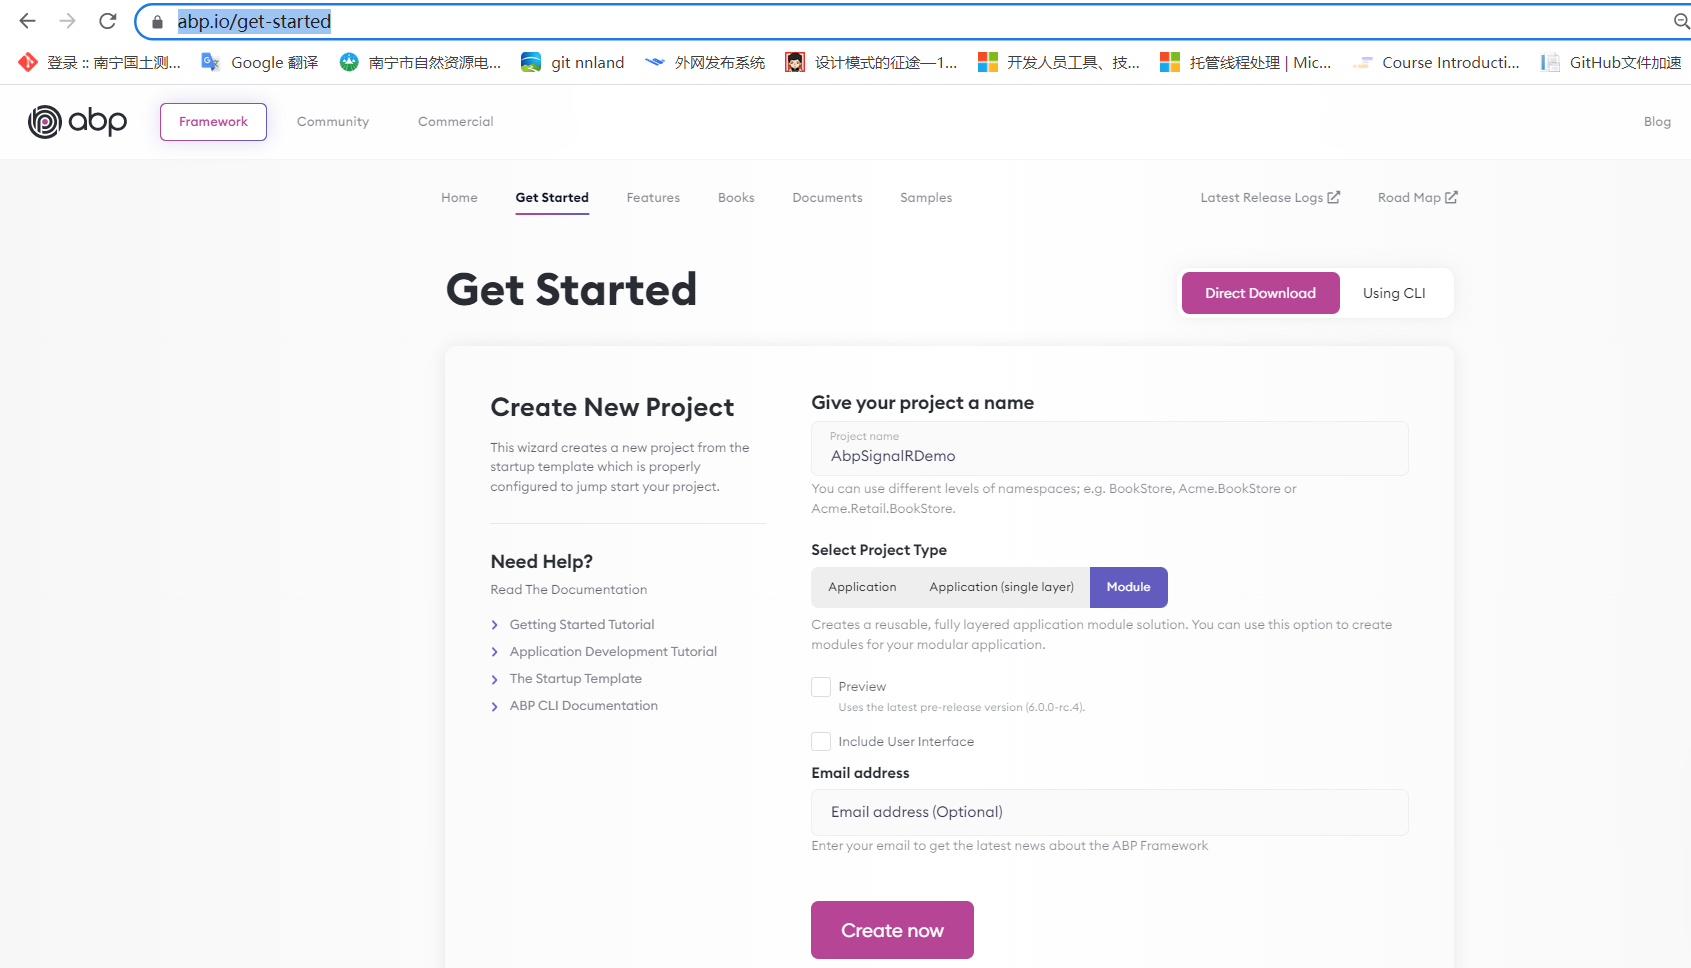 abp.io/get-started
登录 :: 南宁国土测... Google 翻译 南宁市自然资源电... git nnland 外网发布系统 设计模式的征途—1... 开发人员工具、技... 托管线程处理 | Mic... Course Introducti... GitHub文件加速
abp Framework Community Commercial Blog
Home Get Started Features Books Documents Samples Latest Release Logs Road Map
Get Started
Direct Download Using CLI
Create New Project
This wizard creates a new project from the
startup template which is properly
configured to jump start your project.
Need Help?
Read The Documentation
Getting Started Tutorial
Application Development Tutorial
The Startup Template
ABP CLI Documentation
Give your project a name
Project name
AbpSignalRDemo
You can use different levels of namespaces; e.g. BookStore, Acme.BookStore or
Acme.Retail.BookStore.
Select Project Type
Application Application (single layer) Module
Creates a reusable, fully layered application module solution. You can use this option to create
modules for your modular application.
Preview
Uses the latest pre-release version (6.0.0-rc.4).
Include User Interface
Email address
Email address (Optional)
Enter your email to get the latest news about the ABP Framework
Create now